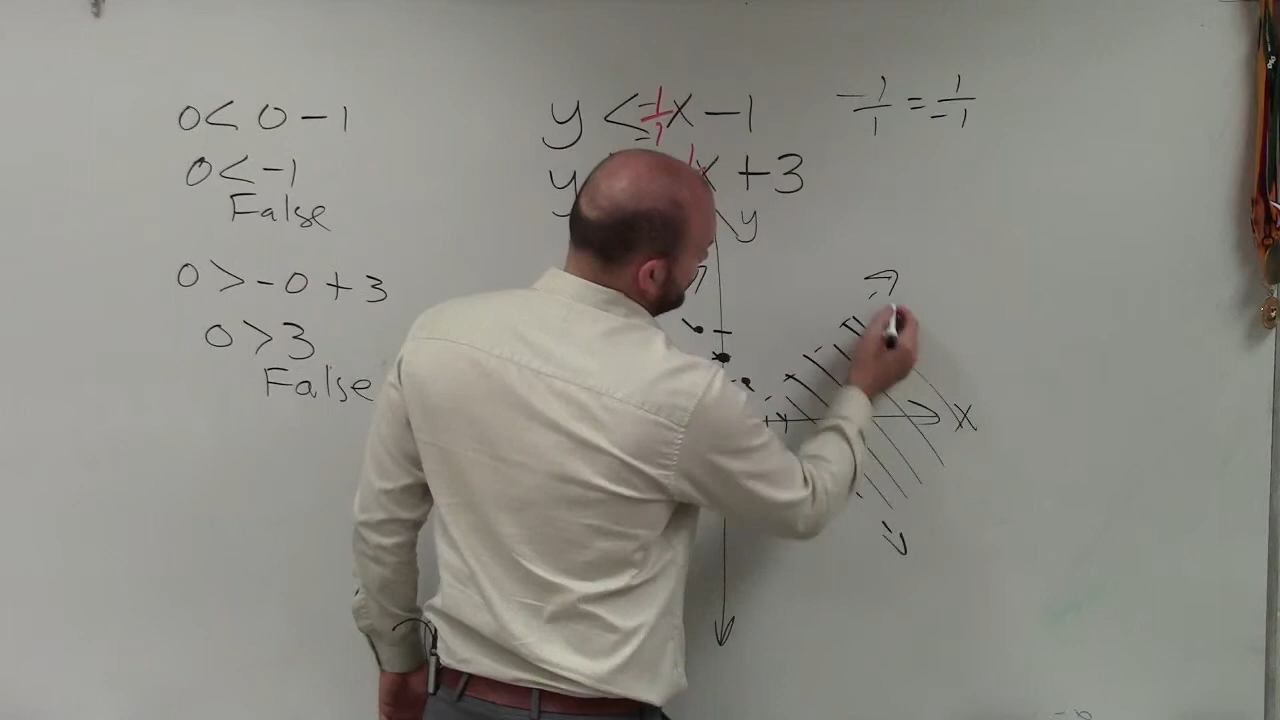 0 < 0 - 1
0 < -1
False
0 > -0 + 3
0 > 3
False
y < 1/1 x - 1
y x + 3
-1/1 = 1/-1
y
x